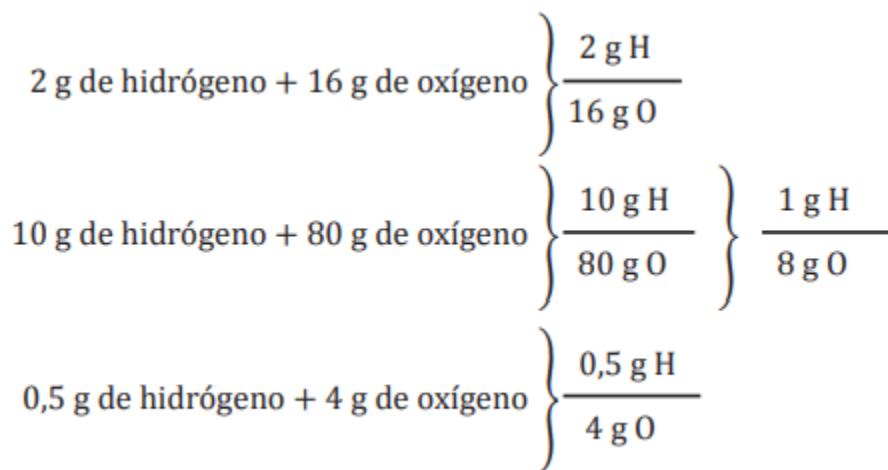 2 g de hidrógeno + 16 g de oxígeno } 2 g H / 16 g O
10 g de hidrógeno + 80 g de oxígeno } 10 g H / 80 g O } 1 g H / 8 g O
0,5 g de hidrógeno + 4 g de oxígeno } 0,5 g H / 4 g O